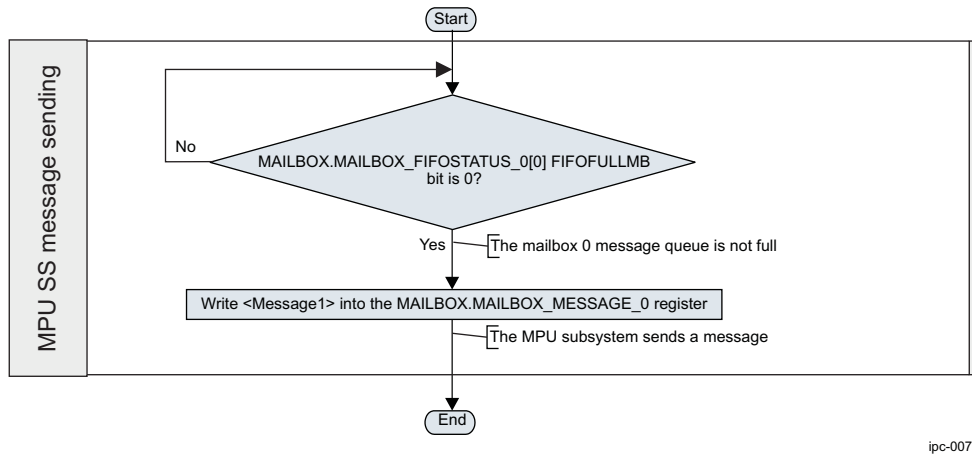 Start
MPU SS message sending
No
MAILBOX.MAILBOX_FIFOSTATUS_0[0] FIFOFULLMB
bit is 0?
Yes
The mailbox 0 message queue is not full
Write <Message1> into the MAILBOX.MAILBOX_MESSAGE_0 register
The MPU subsystem sends a message
End
ipc-007